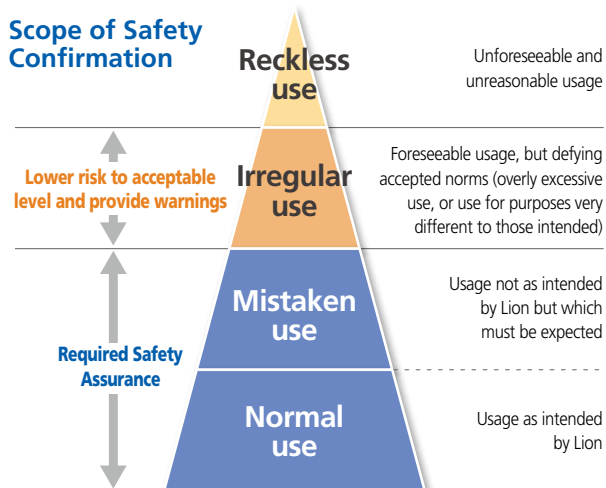 Scope of Safety
Confirmation
Reckless
use
Unforeseeable and
unreasonable usage
Lower risk to acceptable
level and provide warnings
Irregular
use
Foreseeable usage, but defying
accepted norms (overly excessive
use, or use for purposes very
different to those intended)
Mistaken
use
Usage not as intended
by Lion but which
must be expected
Required Safety
Assurance
Normal
use
Usage as intended
by Lion